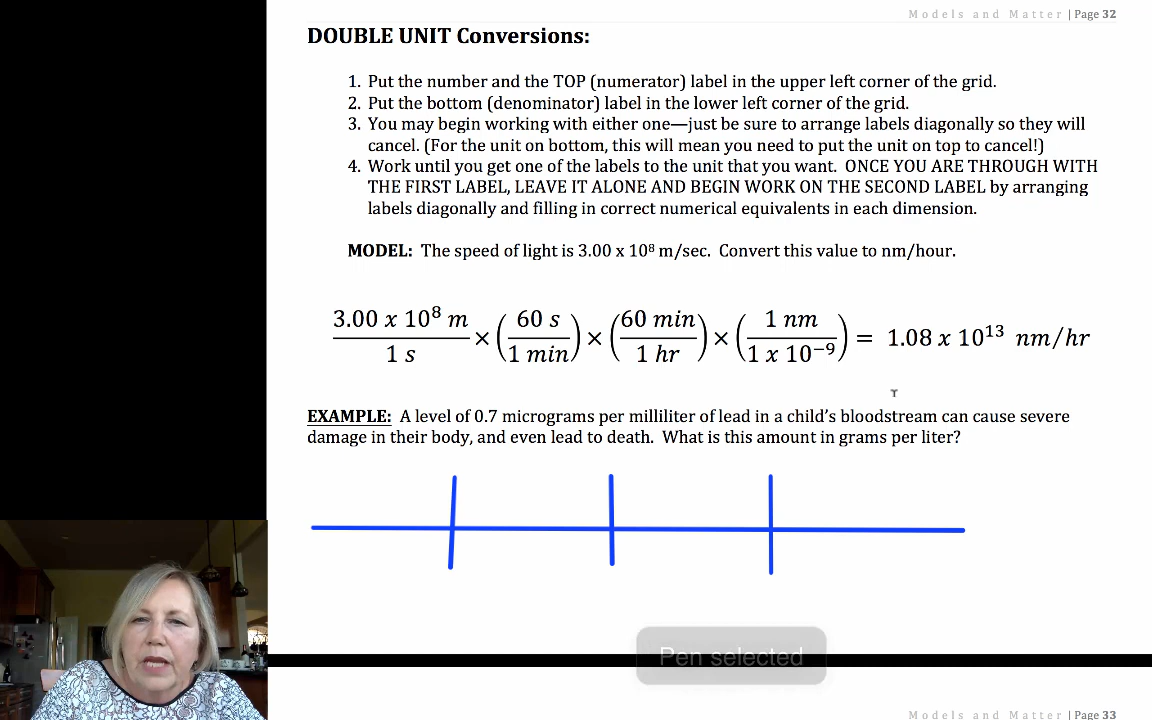 Models and Matter | Page 32
DOUBLE UNIT Conversions:
1. Put the number and the TOP (numerator) label in the upper left corner of the grid.
2. Put the bottom (denominator) label in the lower left corner of the grid.
3. You may begin working with either one—just be sure to arrange labels diagonally so they will
cancel. (For the unit on bottom, this will mean you need to put the unit on top to cancel!)
4. Work until you get one of the labels to the unit that you want. ONCE YOU ARE THROUGH WITH
THE FIRST LABEL, LEAVE IT ALONE AND BEGIN WORK ON THE SECOND LABEL by arranging
labels diagonally and filling in correct numerical equivalents in each dimension.
MODEL: The speed of light is 3.00 x 10⁸ m/sec. Convert this value to nm/hour.
3.00 x 10⁸ m / 1 s × (60 s / 1 min) × (60 min / 1 hr) × (1 nm / 1 x 10⁻⁹) = 1.08 x 10¹³ nm/hr
EXAMPLE: A level of 0.7 micrograms per milliliter of lead in a child's bloodstream can cause severe
damage in their body, and even lead to death. What is this amount in grams per liter?
Pen selected
Models and Matter | Page 33